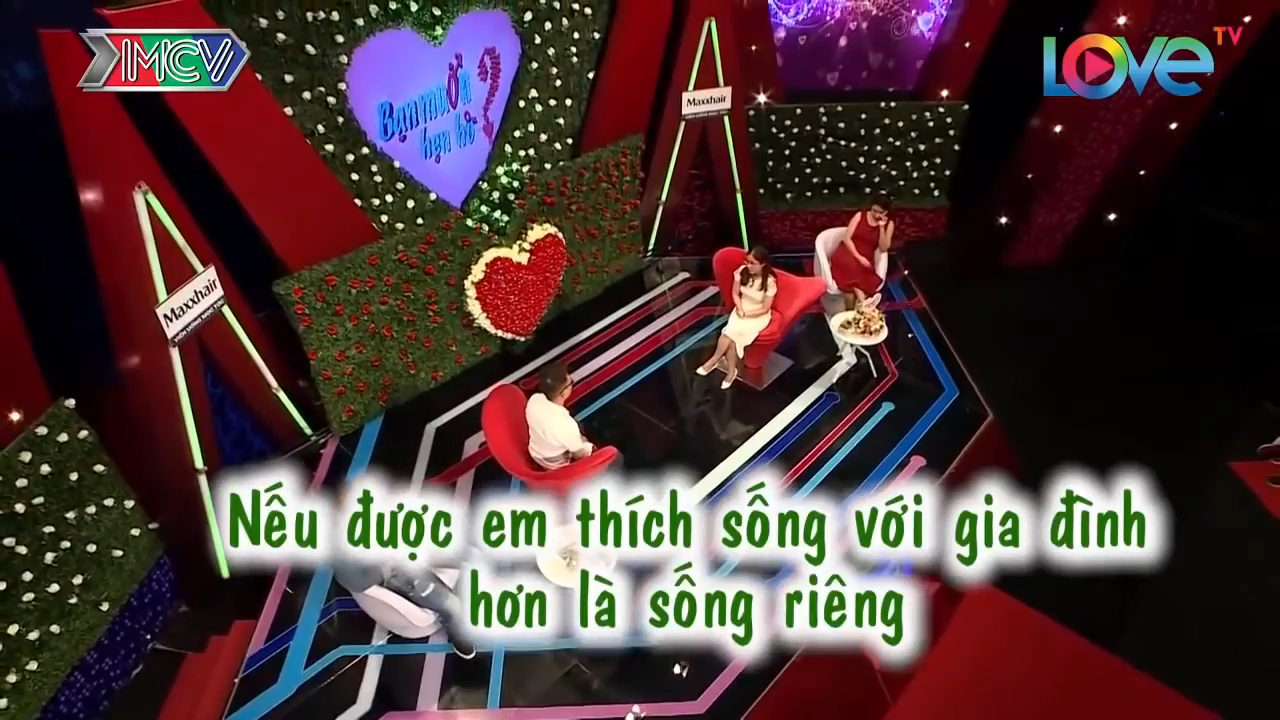 MCV
LOVE TV
Bạn muốn
hẹn hò
Maxxhair
Maxxhair
Nếu được em thích sống với gia đình
hơn là sống riêng